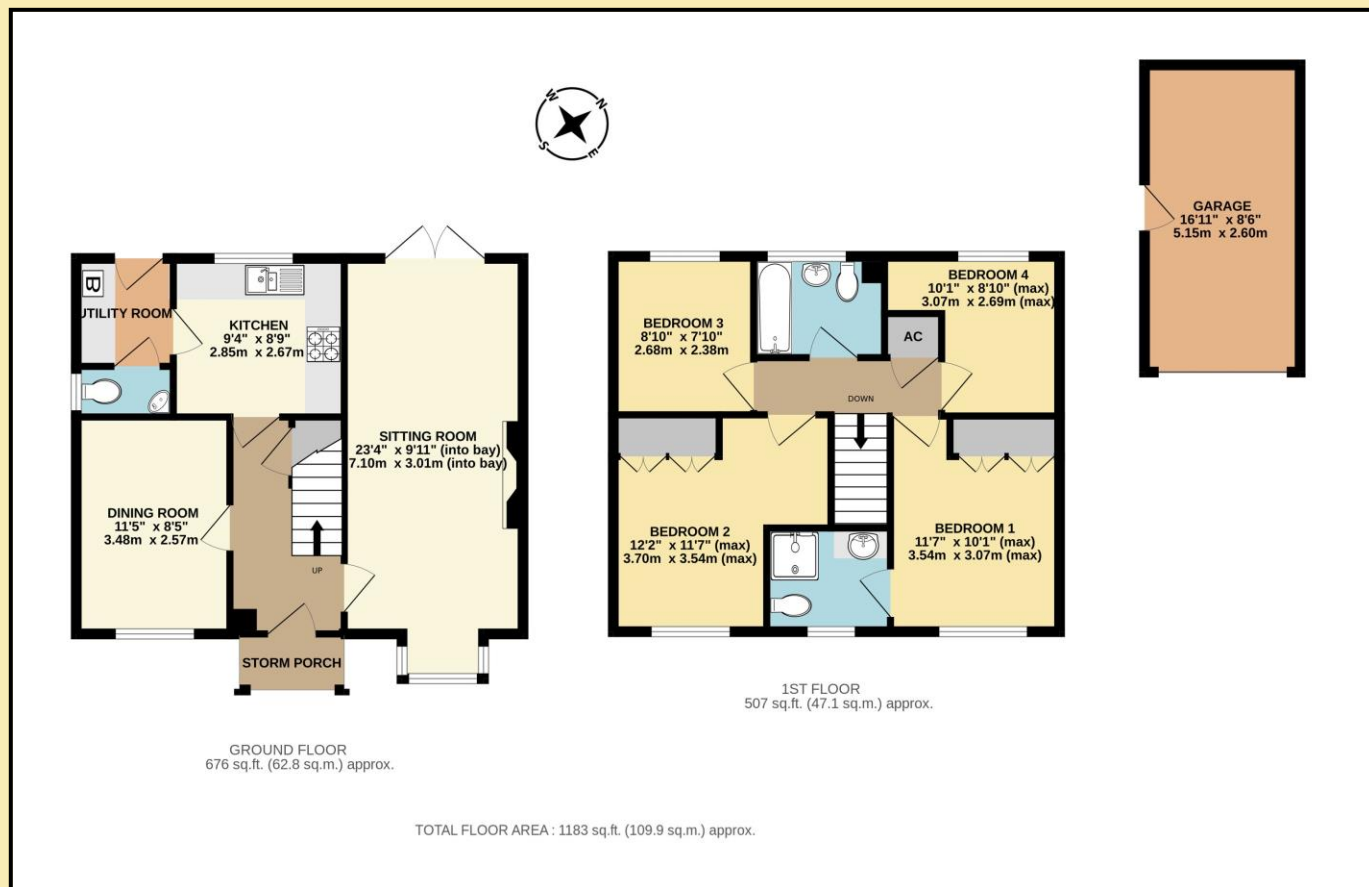 W
N
S
E
GARAGE
16'11" x 8'6"
5.15m x 2.60m
B
UTILITY ROOM
KITCHEN
9'4" x 8'9"
2.85m x 2.67m
SITTING ROOM
23'4" x 9'11" (into bay)
7.10m x 3.01m (into bay)
DINING ROOM
11'5" x 8'5"
3.48m x 2.57m
UP
STORM PORCH
GROUND FLOOR
676 sq.ft. (62.8 sq.m.) approx.
BEDROOM 3
8'10" x 7'10"
2.68m x 2.38m
BEDROOM 4
10'1" x 8'10" (max)
3.07m x 2.69m (max)
AC
DOWN
BEDROOM 2
12'2" x 11'7" (max)
3.70m x 3.54m (max)
BEDROOM 1
11'7" x 10'1" (max)
3.54m x 3.07m (max)
1ST FLOOR
507 sq.ft. (47.1 sq.m.) approx.
TOTAL FLOOR AREA : 1183 sq.ft. (109.9 sq.m.) approx.